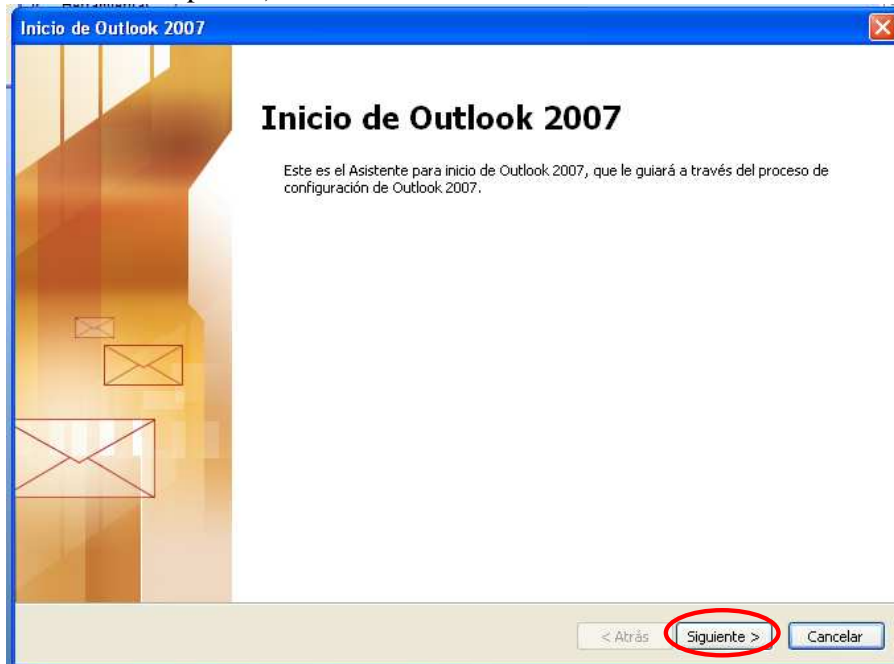 Herramientas
Inicio de Outlook 2007
Inicio de Outlook 2007
Este es el Asistente para inicio de Outlook 2007, que le guiará a través del proceso de
configuración de Outlook 2007.
< Atrás Siguiente > Cancelar